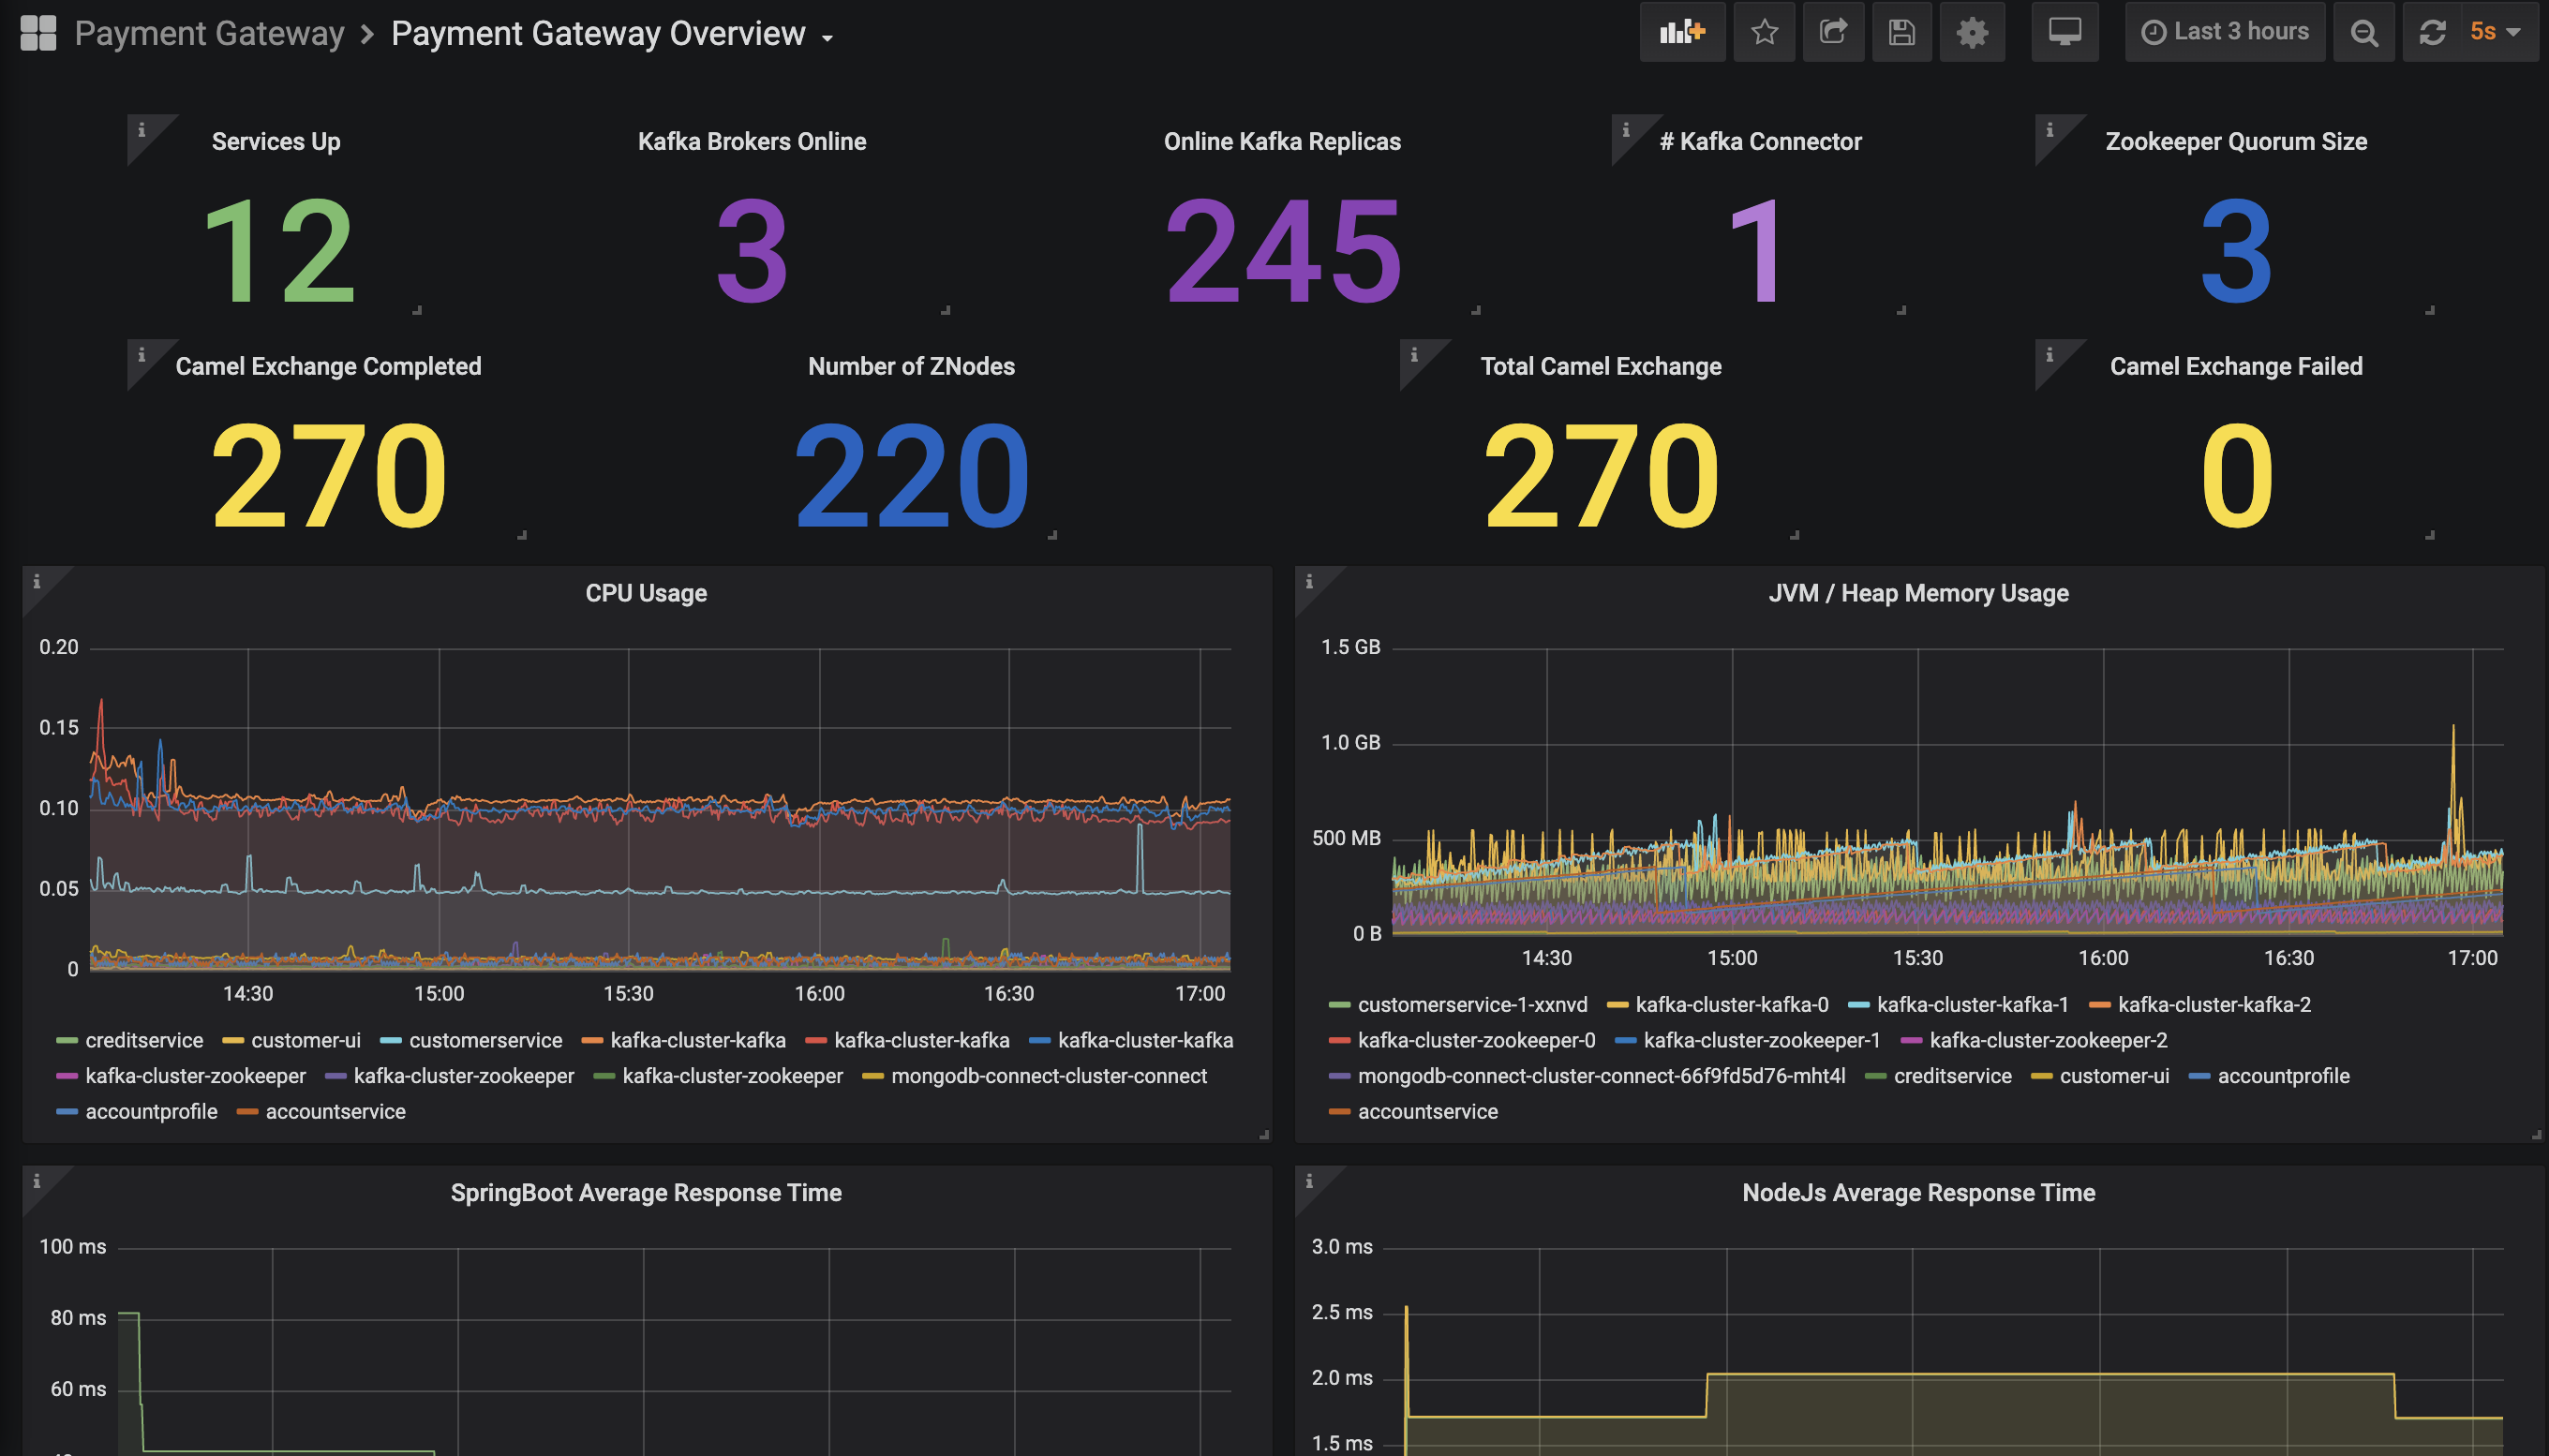 Payment Gateway > Payment Gateway Overview
Last 3 hours
5s
Services Up
Kafka Brokers Online
Online Kafka Replicas
# Kafka Connector
Zookeeper Quorum Size
12
3
245
1
3
Camel Exchange Completed
Number of ZNodes
Total Camel Exchange
Camel Exchange Failed
270
220
270
0
CPU Usage
0.20
0.15
0.10
0.05
0
14:30 15:00 15:30 16:00 16:30 17:00
creditservice customer-ui customerservice kafka-cluster-kafka kafka-cluster-kafka kafka-cluster-kafka
kafka-cluster-zookeeper kafka-cluster-zookeeper kafka-cluster-zookeeper mongodb-connect-cluster-connect
accountprofile accountservice
JVM / Heap Memory Usage
1.5 GB
1.0 GB
500 MB
0 B
14:30 15:00 15:30 16:00 16:30 17:00
customerservice-1-xxnvd kafka-cluster-kafka-0 kafka-cluster-kafka-1 kafka-cluster-kafka-2
kafka-cluster-zookeeper-0 kafka-cluster-zookeeper-1 kafka-cluster-zookeeper-2
mongodb-connect-cluster-connect-66f9fd5d76-mht4l creditservice customer-ui accountprofile
accountservice
SpringBoot Average Response Time
100 ms
80 ms
60 ms
NodeJs Average Response Time
3.0 ms
2.5 ms
2.0 ms
1.5 ms